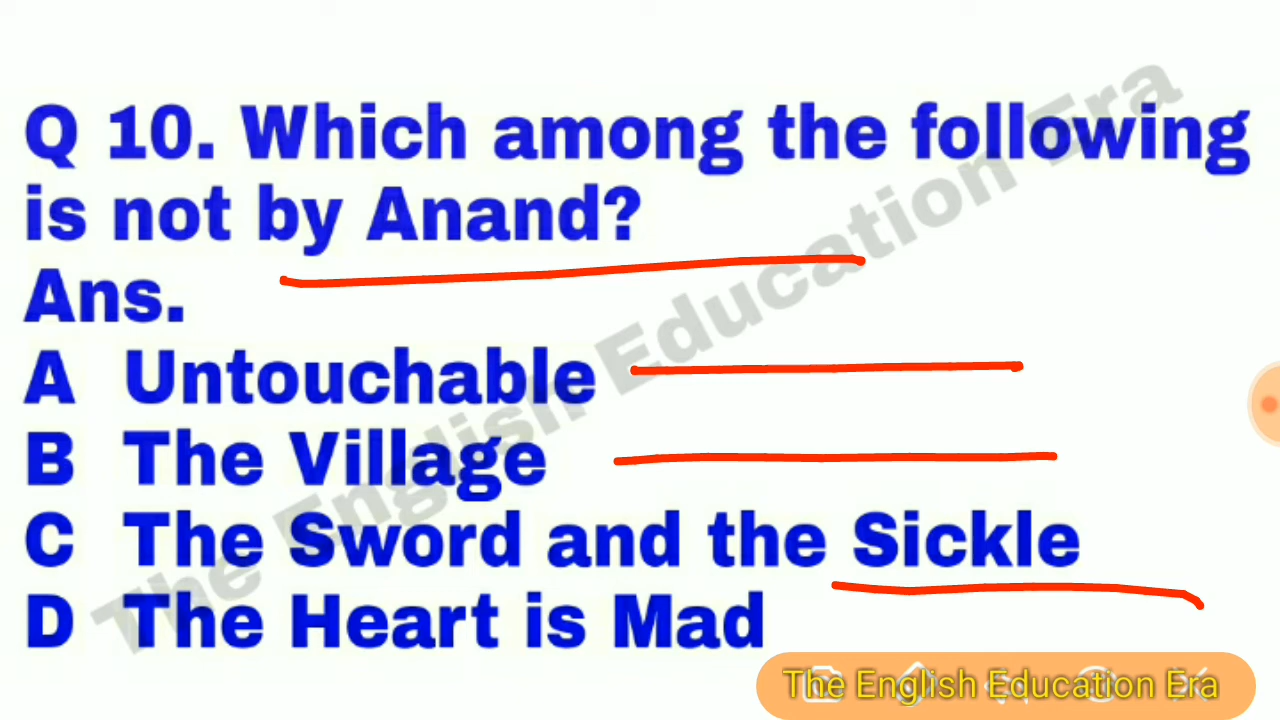 Q 10. Which among the following
is not by Anand?
Ans.
A Untouchable
B The Village
C The Sword and the Sickle
D The Heart is Mad
The English Education Era
The English Education Era